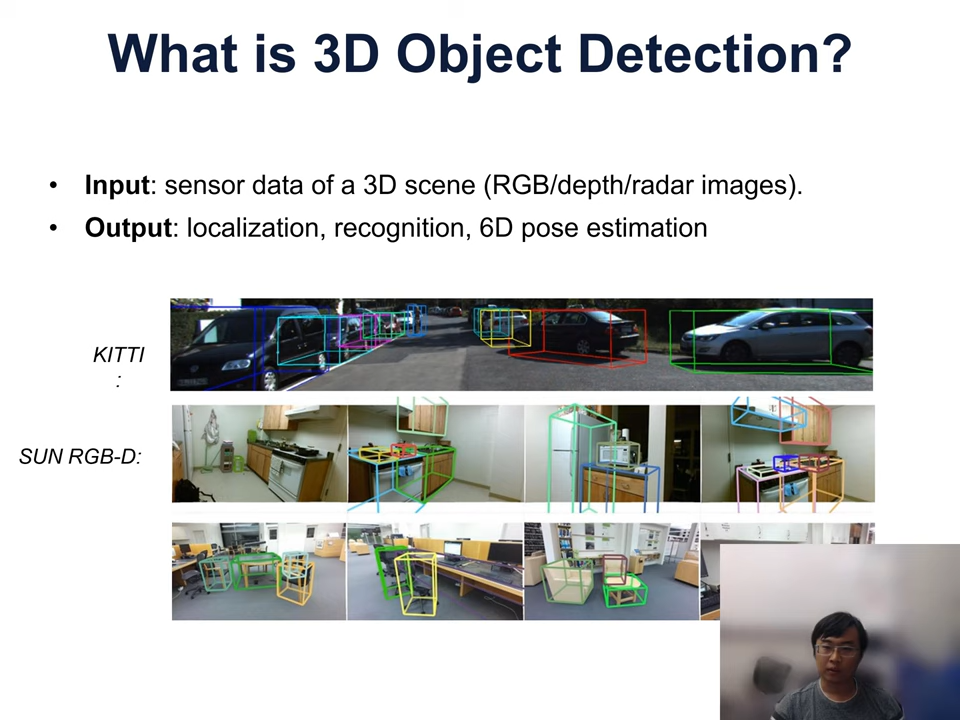 What is 3D Object Detection?
• Input: sensor data of a 3D scene (RGB/depth/radar images).
• Output: localization, recognition, 6D pose estimation
KITTI
:
SUN RGB-D: